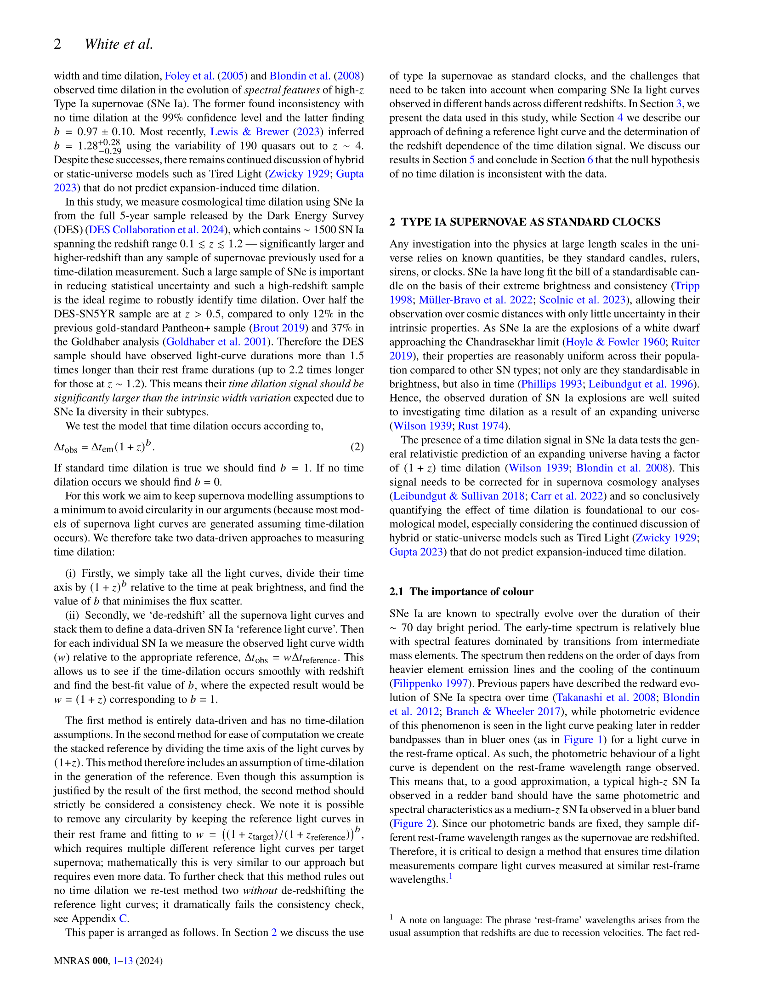 2 White et al.
width and time dilation, Foley et al. (2005) and Blondin et al. (2008)
observed time dilation in the evolution of spectral features of high-z
Type Ia supernovae (SNe Ia). The former found inconsistency with
no time dilation at the 99% confidence level and the latter finding
b = 0.97 ± 0.10. Most recently, Lewis & Brewer (2023) inferred
b = 1.28+0.28−0.29 using the variability of 190 quasars out to z ∼ 4.
Despite these successes, there remains continued discussion of hybrid
or static-universe models such as Tired Light (Zwicky 1929; Gupta
2023) that do not predict expansion-induced time dilation.
In this study, we measure cosmological time dilation using SNe Ia
from the full 5-year sample released by the Dark Energy Survey
(DES) (DES Collaboration et al. 2024), which contains ∼ 1500 SN Ia
spanning the redshift range 0.1 ≲ z ≲ 1.2 — significantly larger and
higher-redshift than any sample of supernovae previously used for a
time-dilation measurement. Such a large sample of SNe is important
in reducing statistical uncertainty and such a high-redshift sample
is the ideal regime to robustly identify time dilation. Over half the
DES-SN5YR sample are at z > 0.5, compared to only 12% in the
previous gold-standard Pantheon+ sample (Brout 2019) and 37% in
the Goldhaber analysis (Goldhaber et al. 2001). Therefore the DES
sample should have observed light-curve durations more than 1.5
times longer than their rest frame durations (up to 2.2 times longer
for those at z ∼ 1.2). This means their time dilation signal should be
significantly larger than the intrinsic width variation expected due to
SNe Ia diversity in their subtypes.
We test the model that time dilation occurs according to,
Δtobs = Δtem(1 + z)^b. (2)
If standard time dilation is true we should find b = 1. If no time
dilation occurs we should find b = 0.
For this work we aim to keep supernova modelling assumptions to
a minimum to avoid circularity in our arguments (because most mod-
els of supernova light curves are generated assuming time-dilation
occurs). We therefore take two data-driven approaches to measuring
time dilation:
(i) Firstly, we simply take all the light curves, divide their time
axis by (1 + z)^b relative to the time at peak brightness, and find the
value of b that minimises the flux scatter.
(ii) Secondly, we ‘de-redshift’ all the supernova light curves and
stack them to define a data-driven SN Ia ‘reference light curve’. Then
for each individual SN Ia we measure the observed light curve width
(w) relative to the appropriate reference, Δtobs = wΔtreference. This
allows us to see if the time-dilation occurs smoothly with redshift
and find the best-fit value of b, where the expected result would be
w = (1 + z) corresponding to b = 1.
The first method is entirely data-driven and has no time-dilation
assumptions. In the second method for ease of computation we create
the stacked reference by dividing the time axis of the light curves by
(1+z). This method therefore includes an assumption of time-dilation
in the generation of the reference. Even though this assumption is
justified by the result of the first method, the second method should
strictly be considered a consistency check. We note it is possible
to remove any circularity by keeping the reference light curves in
their rest frame and fitting to w = ((1 + ztarget)/(1 + zreference))^b,
which requires multiple different reference light curves per target
supernova; mathematically this is very similar to our approach but
requires even more data. To further check that this method rules out
no time dilation we re-test method two without de-redshifting the
reference light curves; it dramatically fails the consistency check,
see Appendix C.
This paper is arranged as follows. In Section 2 we discuss the use
of type Ia supernovae as standard clocks, and the challenges that
need to be taken into account when comparing SNe Ia light curves
observed in different bands across different redshifts. In Section 3, we
present the data used in this study, while Section 4 we describe our
approach of defining a reference light curve and the determination of
the redshift dependence of the time dilation signal. We discuss our
results in Section 5 and conclude in Section 6 that the null hypothesis
of no time dilation is inconsistent with the data.
2 TYPE IA SUPERNOVAE AS STANDARD CLOCKS
Any investigation into the physics at large length scales in the uni-
verse relies on known quantities, be they standard candles, rulers,
sirens, or clocks. SNe Ia have long fit the bill of a standardisable can-
dle on the basis of their extreme brightness and consistency (Tripp
1998; Müller-Bravo et al. 2022; Scolnic et al. 2023), allowing their
observation over cosmic distances with only little uncertainty in their
intrinsic properties. As SNe Ia are the explosions of a white dwarf
approaching the Chandrasekhar limit (Hoyle & Fowler 1960; Ruiter
2019), their properties are reasonably uniform across their popula-
tion compared to other SN types; not only are they standardisable in
brightness, but also in time (Phillips 1993; Leibundgut et al. 1996).
Hence, the observed duration of SN Ia explosions are well suited
to investigating time dilation as a result of an expanding universe
(Wilson 1939; Rust 1974).
The presence of a time dilation signal in SNe Ia data tests the gen-
eral relativistic prediction of an expanding universe having a factor
of (1 + z) time dilation (Wilson 1939; Blondin et al. 2008). This
signal needs to be corrected for in supernova cosmology analyses
(Leibundgut & Sullivan 2018; Carr et al. 2022) and so conclusively
quantifying the effect of time dilation is foundational to our cos-
mological model, especially considering the continued discussion of
hybrid or static-universe models such as Tired Light (Zwicky 1929;
Gupta 2023) that do not predict expansion-induced time dilation.
2.1 The importance of colour
SNe Ia are known to spectrally evolve over the duration of their
∼ 70 day bright period. The early-time spectrum is relatively blue
with spectral features dominated by transitions from intermediate
mass elements. The spectrum then reddens on the order of days from
heavier element emission lines and the cooling of the continuum
(Filippenko 1997). Previous papers have described the redward evo-
lution of SNe Ia spectra over time (Takanashi et al. 2008; Blondin
et al. 2012; Branch & Wheeler 2017), while photometric evidence
of this phenomenon is seen in the light curve peaking later in redder
bandpasses than in bluer ones (as in Figure 1) for a light curve in
the rest-frame optical. As such, the photometric behaviour of a light
curve is dependent on the rest-frame wavelength range observed.
This means that, to a good approximation, a typical high-z SN Ia
observed in a redder band should have the same photometric and
spectral characteristics as a medium-z SN Ia observed in a bluer band
(Figure 2). Since our photometric bands are fixed, they sample dif-
ferent rest-frame wavelength ranges as the supernovae are redshifted.
Therefore, it is critical to design a method that ensures time dilation
measurements compare light curves measured at similar rest-frame
wavelengths.1
1 A note on language: The phrase ‘rest-frame’ wavelengths arises from the
usual assumption that redshifts are due to recession velocities. The fact red-
MNRAS 000, 1–13 (2024)